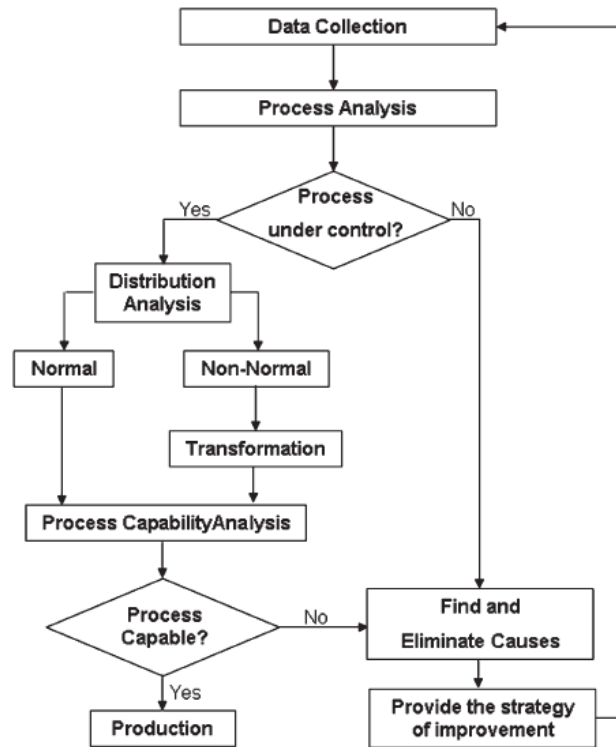 Data Collection
Process Analysis
Process
under control?
Yes
No
Distribution
Analysis
Normal
Non-Normal
Transformation
Process CapabilityAnalysis
Process
Capable?
No
Yes
Find and
Eliminate Causes
Production
Provide the strategy
of improvement